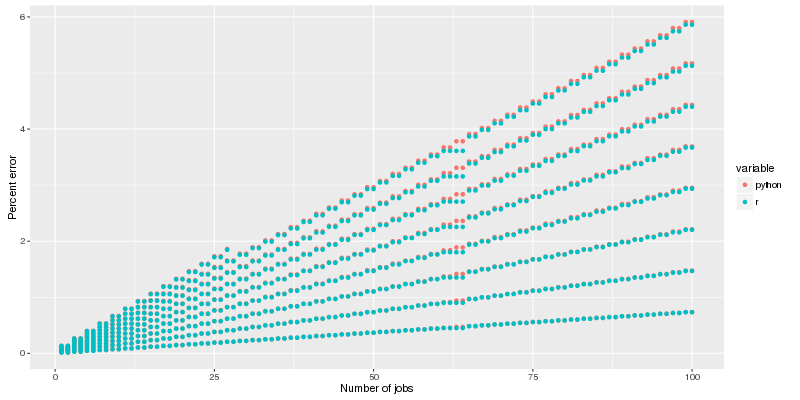 6
4
2
0
Percent error
0 25 50 75 100
Number of jobs
variable
python
r